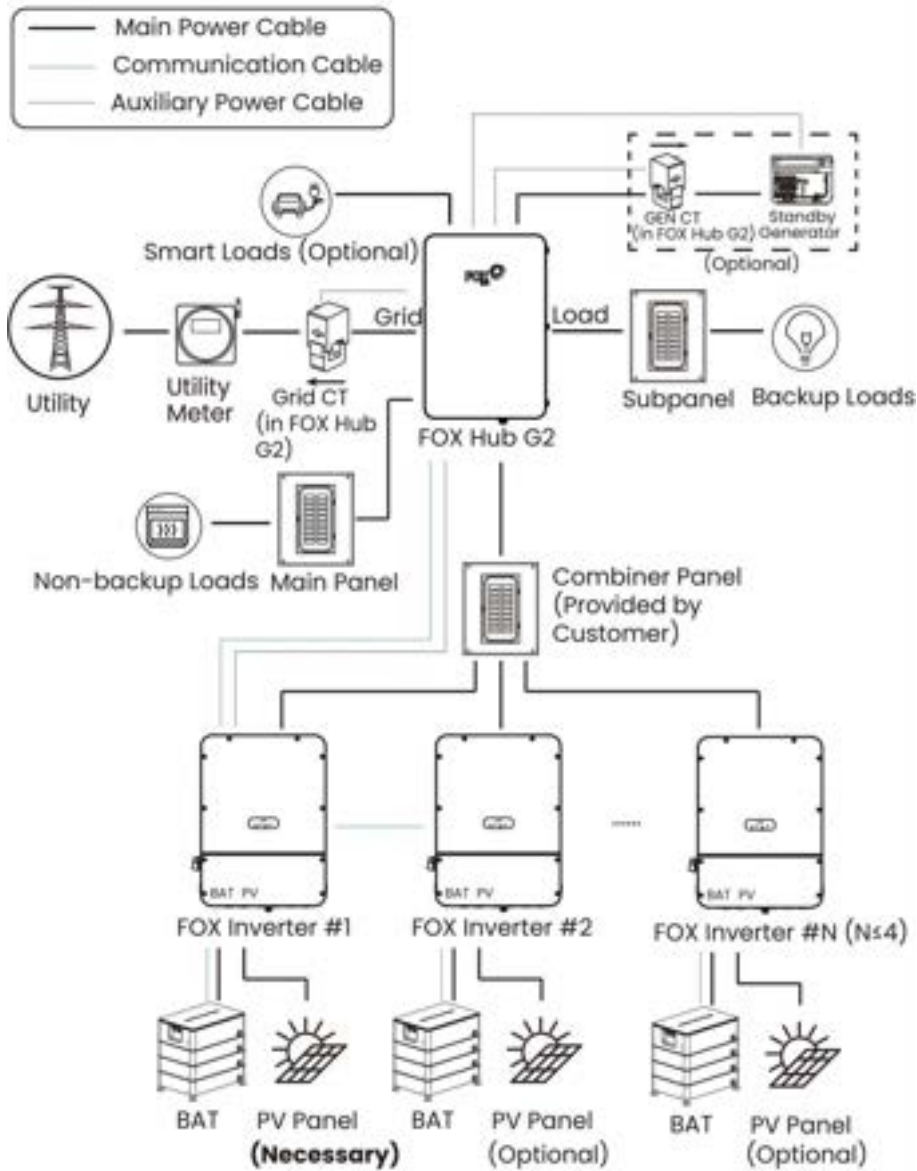 Main Power Cable
Communication Cable
Auxiliary Power Cable
GEN CT
(in FOX Hub G2)
Standby
Generator
(Optional)
Smart Loads (Optional)
FOX
Grid
Load
Utility
Utility
Meter
Grid CT
(in FOX Hub
G2)
FOX Hub G2
Subpanel
Backup Loads
Non-backup Loads
Main Panel
Combiner Panel
(Provided by
Customer)
BAT PV
BAT PV
BAT PV
FOX Inverter #1
FOX Inverter #2
......
FOX Inverter #N (N≤4)
BAT
PV Panel
(Necessary)
BAT
PV Panel
(Optional)
BAT
PV Panel
(Optional)